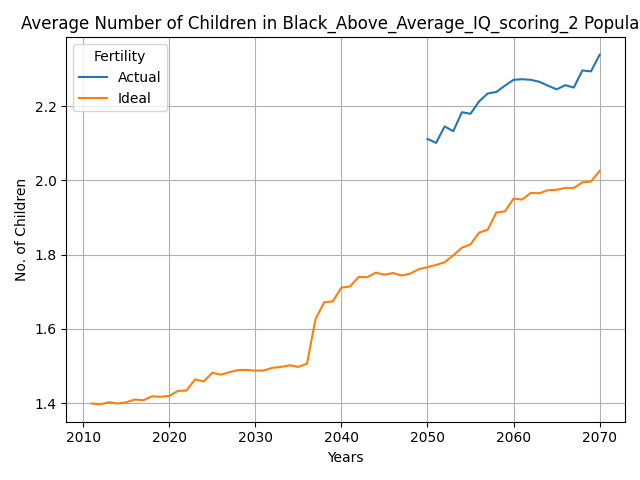 Average Number of Children in Black_Above_Average_IQ_scoring_2 Popula
Fertility
Actual
Ideal
No. of Children
2.2
2.0
1.8
1.6
1.4
2010 2020 2030 2040 2050 2060 2070
Years